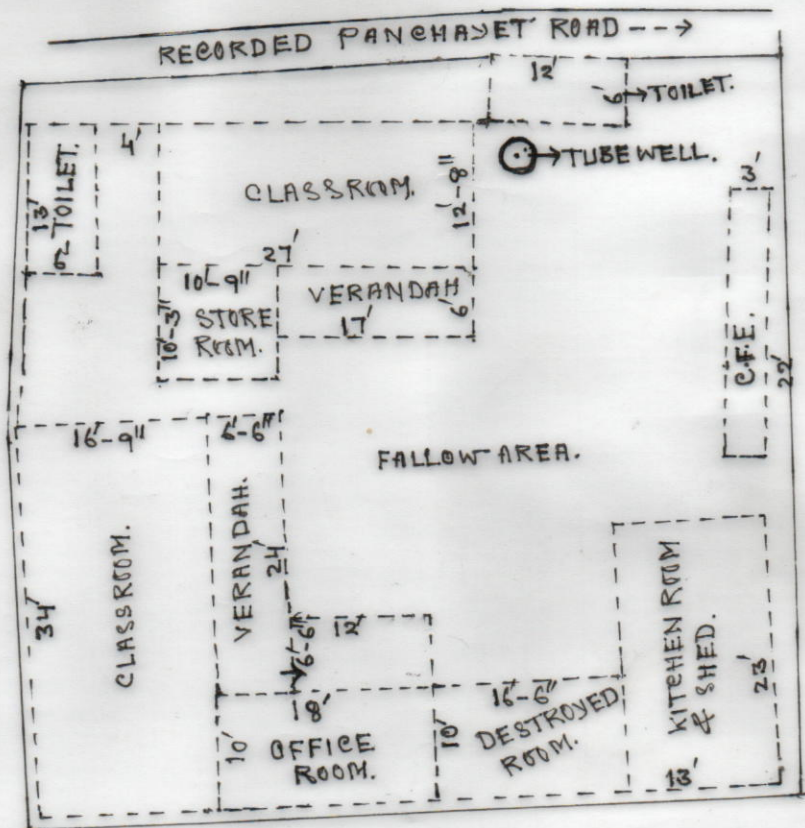 RECORDED PANCHAYET ROAD --->
12'
6'
→TOILET.
→TUBEWELL.
4'
13'
6'
TOILET.
CLASSROOM.
12'-8"
27'
3'
C.F.E.
22'
10'-9"
10'-3"
STORE
ROOM.
VERANDAH
17'
6'
16'-9"
6'-6"
FALLOW AREA.
34'
CLASSROOM.
VERANDAH.
24'
6'-6"
12'
18'
10'
OFFICE
ROOM.
16'-6"
10'
DESTROYED
ROOM.
KITCHEN ROOM
& SHED.
23'
13'